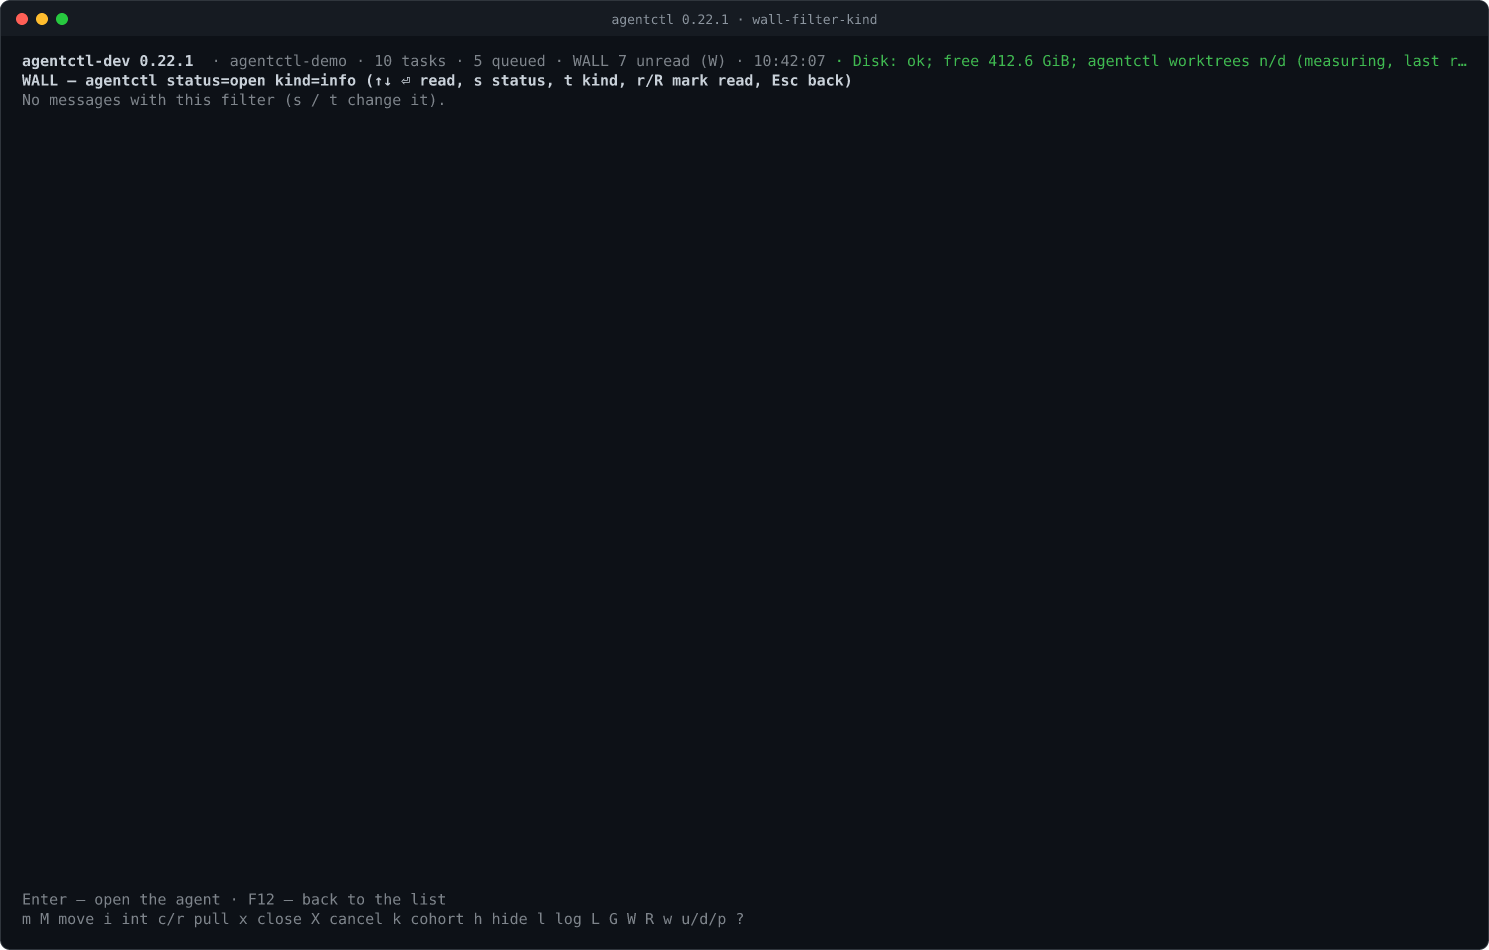 agentctl 0.22.1 · wall-filter-kind
agentctl-dev 0.22.1 · agentctl-demo · 10 tasks · 5 queued · WALL 7 unread (W) · 10:42:07 · Disk: ok; free 412.6 GiB; agentctl worktrees n/d (measuring, last r…
WALL — agentctl status=open kind=info (↑↓ ⏎ read, s status, t kind, r/R mark read, Esc back)
No messages with this filter (s / t change it).
Enter — open the agent · F12 — back to the list
m M move i int c/r pull x close X cancel k cohort h hide l log L G W R w u/d/p ?